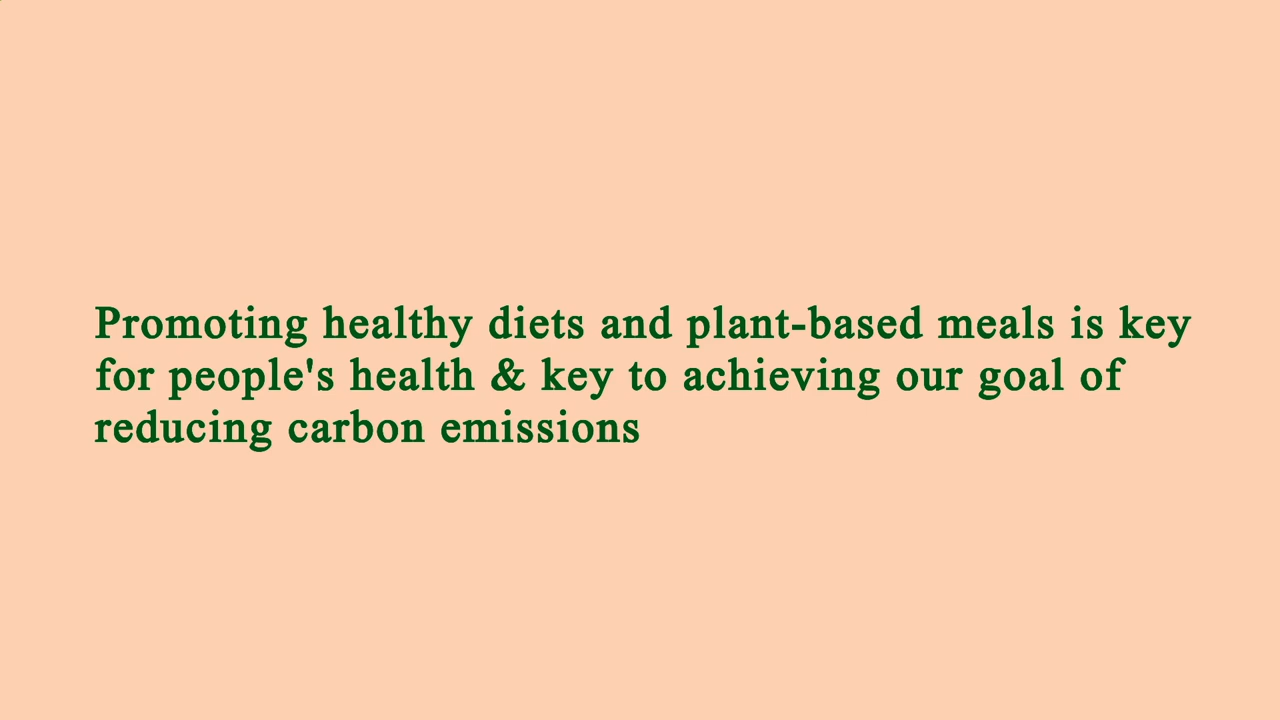 Promoting healthy diets and plant-based meals is key
for people's health & key to achieving our goal of
reducing carbon emissions